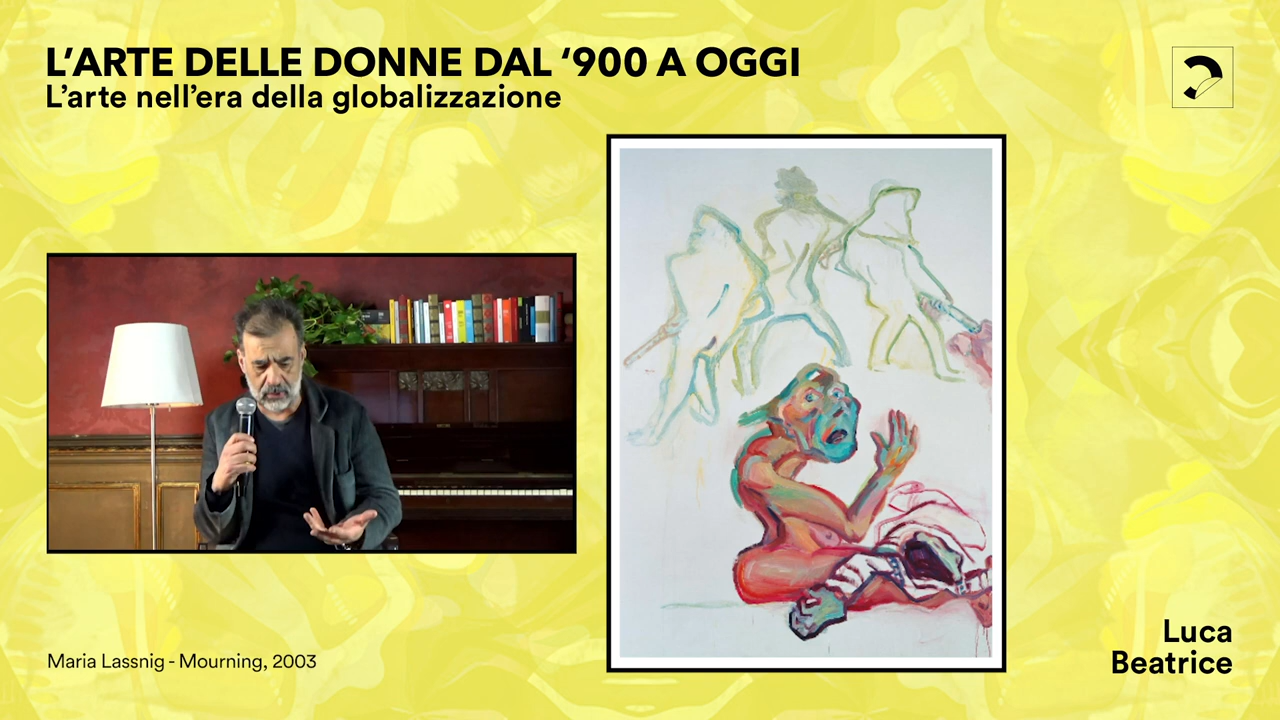 L’ARTE DELLE DONNE DAL ‘900 A OGGI
L’arte nell’era della globalizzazione
Maria Lassnig - Mourning, 2003
Luca
Beatrice